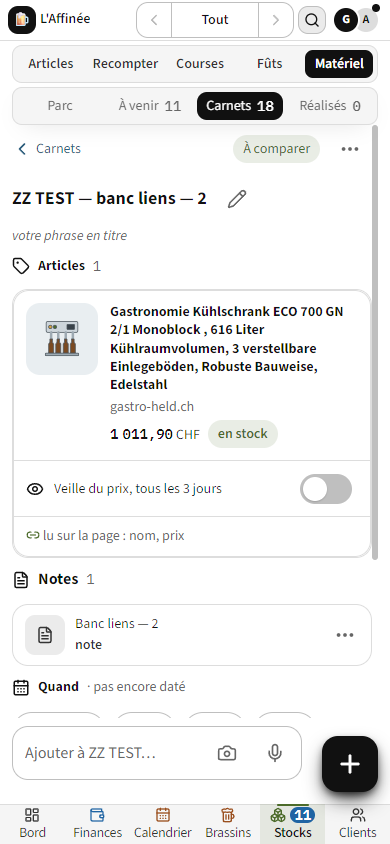 L'Affinée
Tout
G
A
Articles
Recompter
Courses
Fûts
Matériel
Parc
À venir 11
Carnets 18
Réalisés 0
Carnets
À comparer
ZZ TEST — banc liens — 2
votre phrase en titre
Articles 1
Gastronomie Kühlschrank ECO 700 GN
2/1 Monoblock , 616 Liter
Kühlraumvolumen, 3 verstellbare
Einlegeböden, Robuste Bauweise,
Edelstahl
gastro-held.ch
1 011,90 CHF
en stock
Veille du prix, tous les 3 jours
lu sur la page : nom, prix
Notes 1
Banc liens — 2
note
Quand · pas encore daté
Ajouter à ZZ TEST…
Bord
Finances
Calendrier
Brassins
11
Stocks
Clients